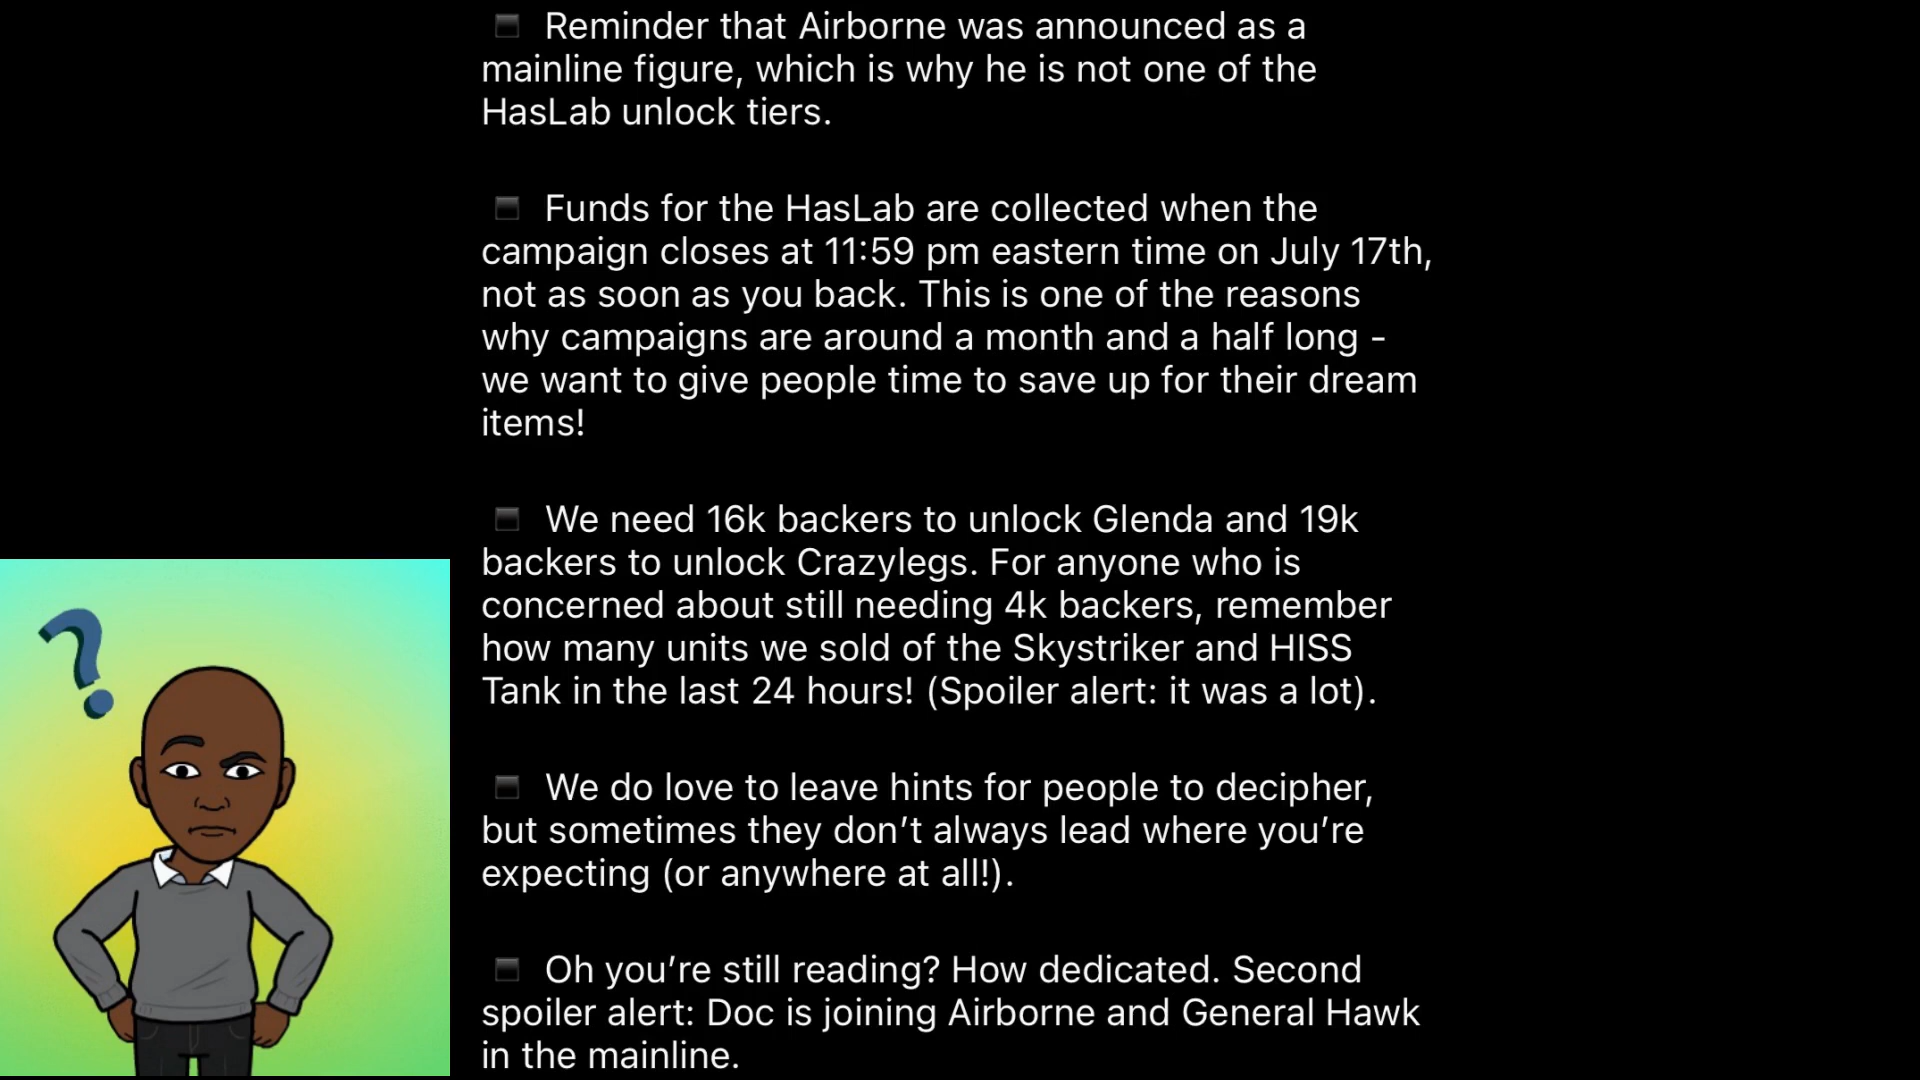 ▪ Reminder that Airborne was announced as a
mainline figure, which is why he is not one of the
HasLab unlock tiers.
▪ Funds for the HasLab are collected when the
campaign closes at 11:59 pm eastern time on July 17th,
not as soon as you back. This is one of the reasons
why campaigns are around a month and a half long -
we want to give people time to save up for their dream
items!
▪ We need 16k backers to unlock Glenda and 19k
backers to unlock Crazylegs. For anyone who is
concerned about still needing 4k backers, remember
how many units we sold of the Skystriker and HISS
Tank in the last 24 hours! (Spoiler alert: it was a lot).
▪ We do love to leave hints for people to decipher,
but sometimes they don’t always lead where you’re
expecting (or anywhere at all!).
▪ Oh you’re still reading? How dedicated. Second
spoiler alert: Doc is joining Airborne and General Hawk
in the mainline.
?